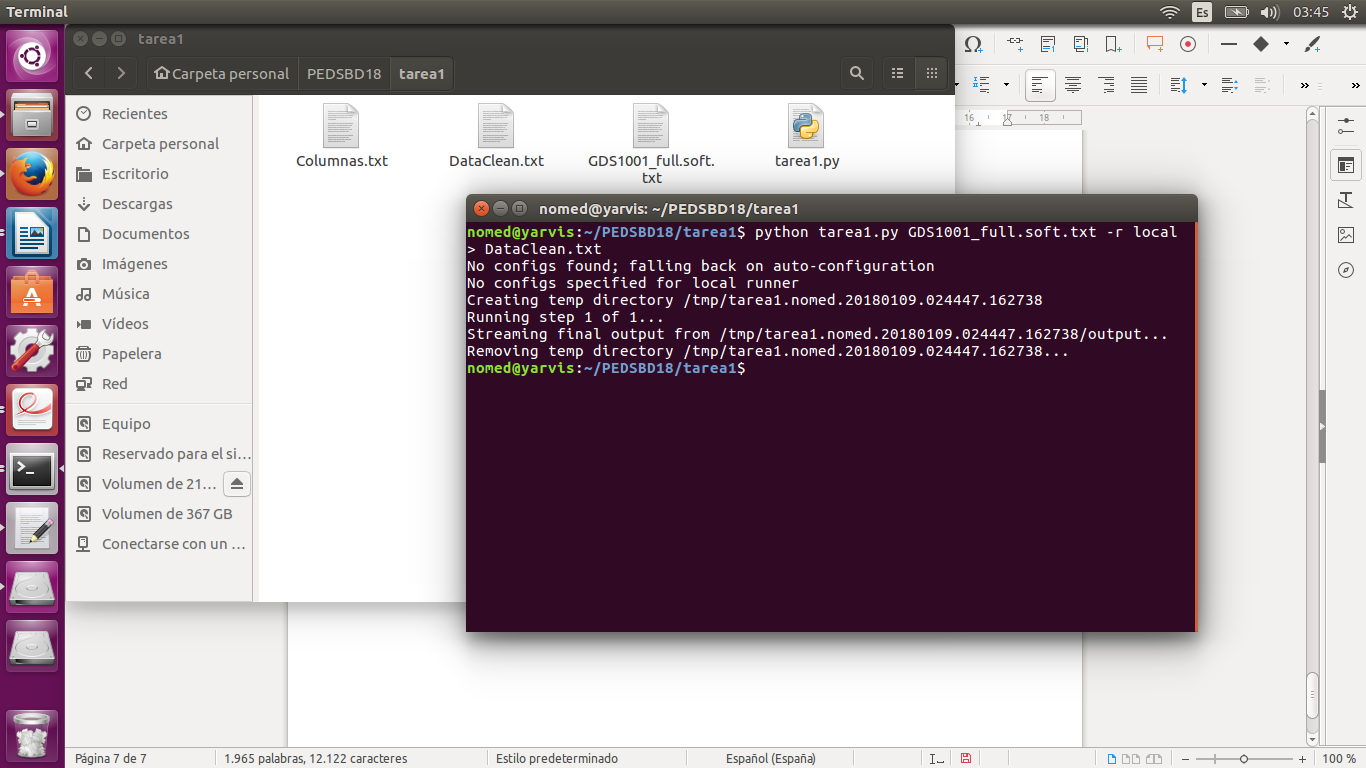 Terminal
Es
03:45
tarea1
Carpeta personal
PEDSBD18
tarea1
Recientes
Carpeta personal
Escritorio
Descargas
Documentos
Imágenes
Música
Vídeos
Papelera
Red
Equipo
Reservado para el si...
Volumen de 21...
Volumen de 367 GB
Conectarse con un ...
Columnas.txt
DataClean.txt
GDS1001_full.soft.
txt
tarea1.py
16
17
18
nomed@yarvis: ~/PEDSBD18/tarea1
nomed@yarvis:~/PEDSBD18/tarea1$ python tarea1.py GDS1001_full.soft.txt -r local
> DataClean.txt
No configs found; falling back on auto-configuration
No configs specified for local runner
Creating temp directory /tmp/tarea1.nomed.20180109.024447.162738
Running step 1 of 1...
Streaming final output from /tmp/tarea1.nomed.20180109.024447.162738/output...
Removing temp directory /tmp/tarea1.nomed.20180109.024447.162738...
nomed@yarvis:~/PEDSBD18/tarea1$
Página 7 de 7
1.965 palabras, 12.122 caracteres
Estilo predeterminado
Español (España)
100 %